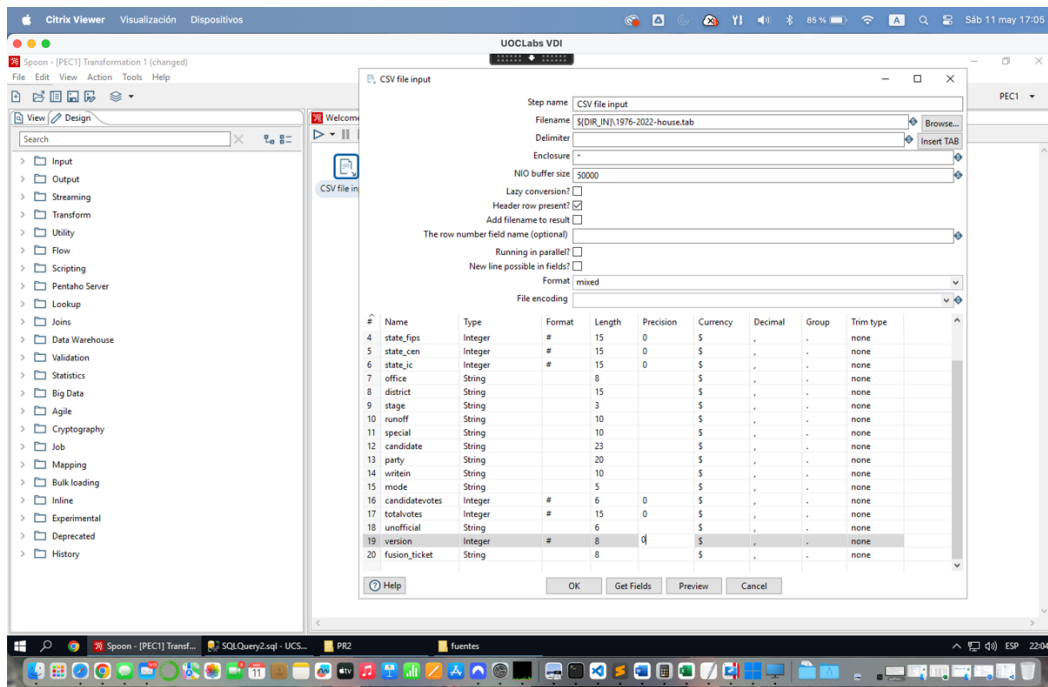 Citrix Viewer Visualización Dispositivos 85 % A Sáb 11 may 17:05
UOCLabs VDI
Spoon - [PEC1] Transformation 1 (changed)
File Edit View Action Tools Help
PEC1
View Design
Welcome
Search
Input
Output
Streaming
Transform
Utility
Flow
Scripting
Pentaho Server
Lookup
Joins
Data Warehouse
Validation
Statistics
Big Data
Agile
Cryptography
Job
Mapping
Bulk loading
Inline
Experimental
Deprecated
History
CSV file in
CSV file input
Step name CSV file input
Filename ${DIR_IN}\1976-2022-house.tab Browse...
Delimiter Insert TAB
Enclosure "
NIO buffer size 50000
Lazy conversion?
Header row present?
Add filename to result
The row number field name (optional)
Running in parallel?
New line possible in fields?
Format mixed
File encoding
# Name Type Format Length Precision Currency Decimal Group Trim type
4 state_fips Integer # 15 0 $ , . none
5 state_cen Integer # 15 0 $ , . none
6 state_ic Integer # 15 0 $ , . none
7 office String 8 $ , . none
8 district String 15 $ , . none
9 stage String 3 $ , . none
10 runoff String 10 $ , . none
11 special String 10 $ , . none
12 candidate String 23 $ , . none
13 party String 20 $ , . none
14 writein String 10 $ , . none
15 mode String 5 $ , . none
16 candidatevotes Integer # 6 0 $ , . none
17 totalvotes Integer # 15 0 $ , . none
18 unofficial String 6 $ , . none
19 version Integer # 8 0 $ , . none
20 fusion_ticket String 8 $ , . none
Help OK Get Fields Preview Cancel
Spoon - [PEC1] Transf... SQLQuery2.sql - UCS... PR2 fuentes ESP 22:04